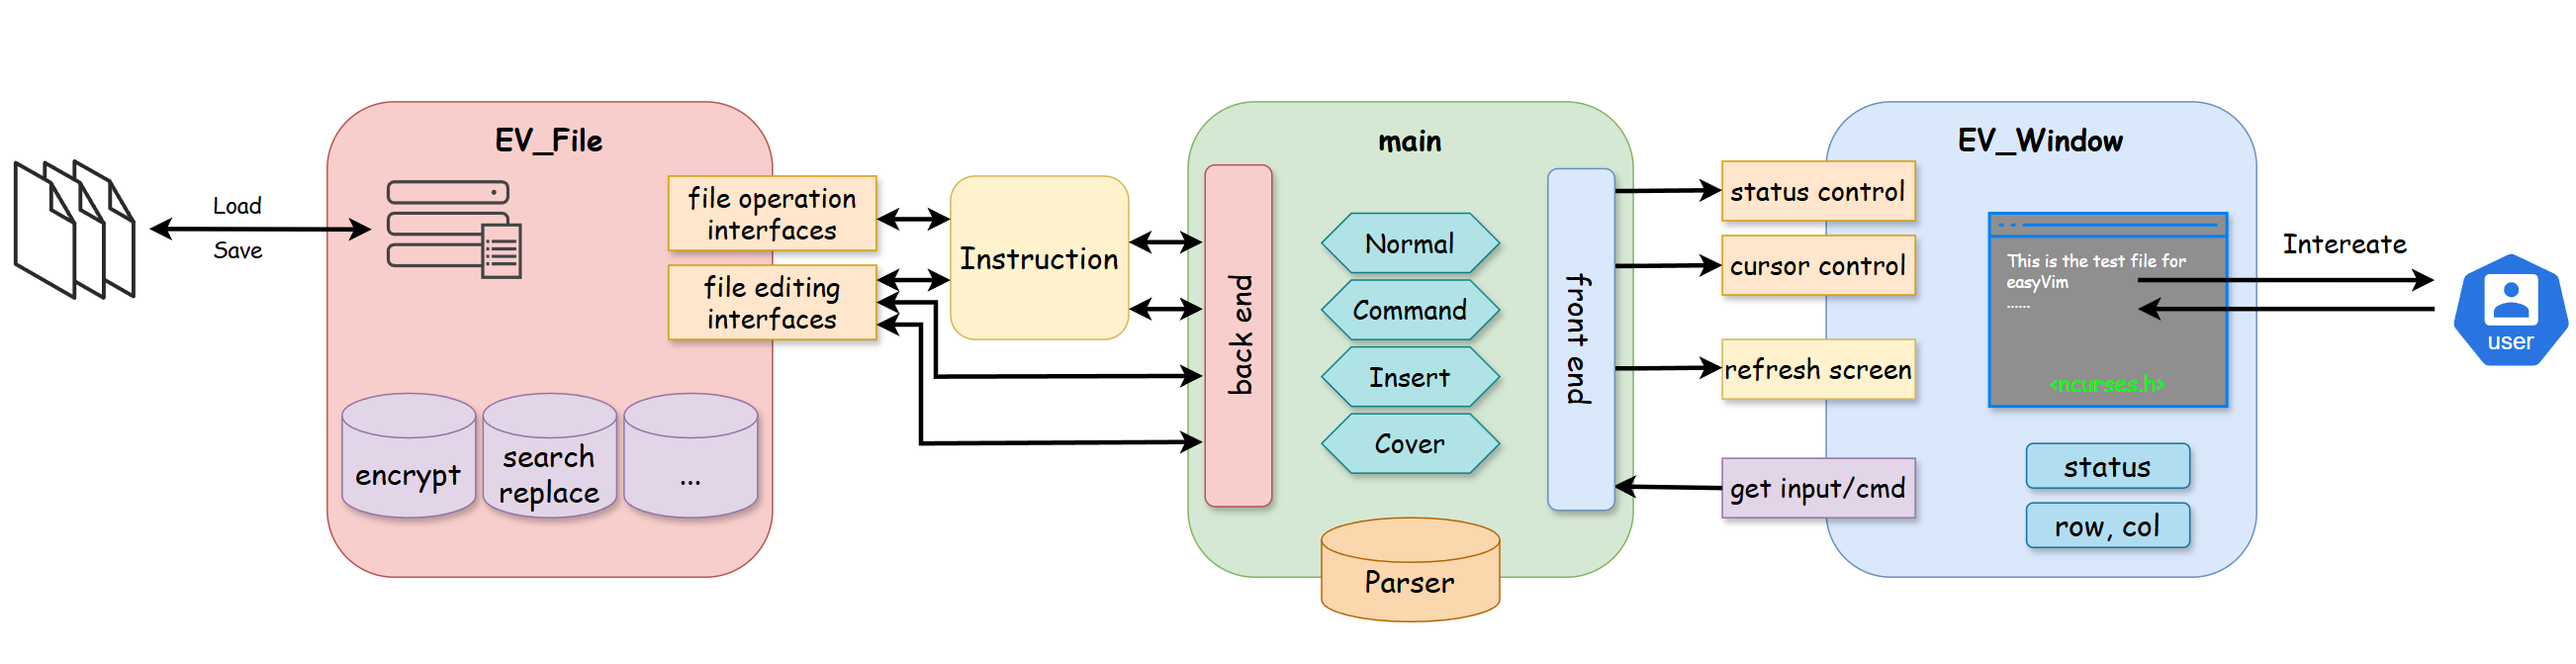 Load
Save
EV_File
file operation
interfaces
file editing
interfaces
encrypt
search
replace
...
Instruction
main
back end
Normal
Command
Insert
Cover
front end
Parser
status control
cursor control
refresh screen
get input/cmd
EV_Window
This is the test file for
easyVim
......
<ncurses.h>
status
row, col
Intereate
user